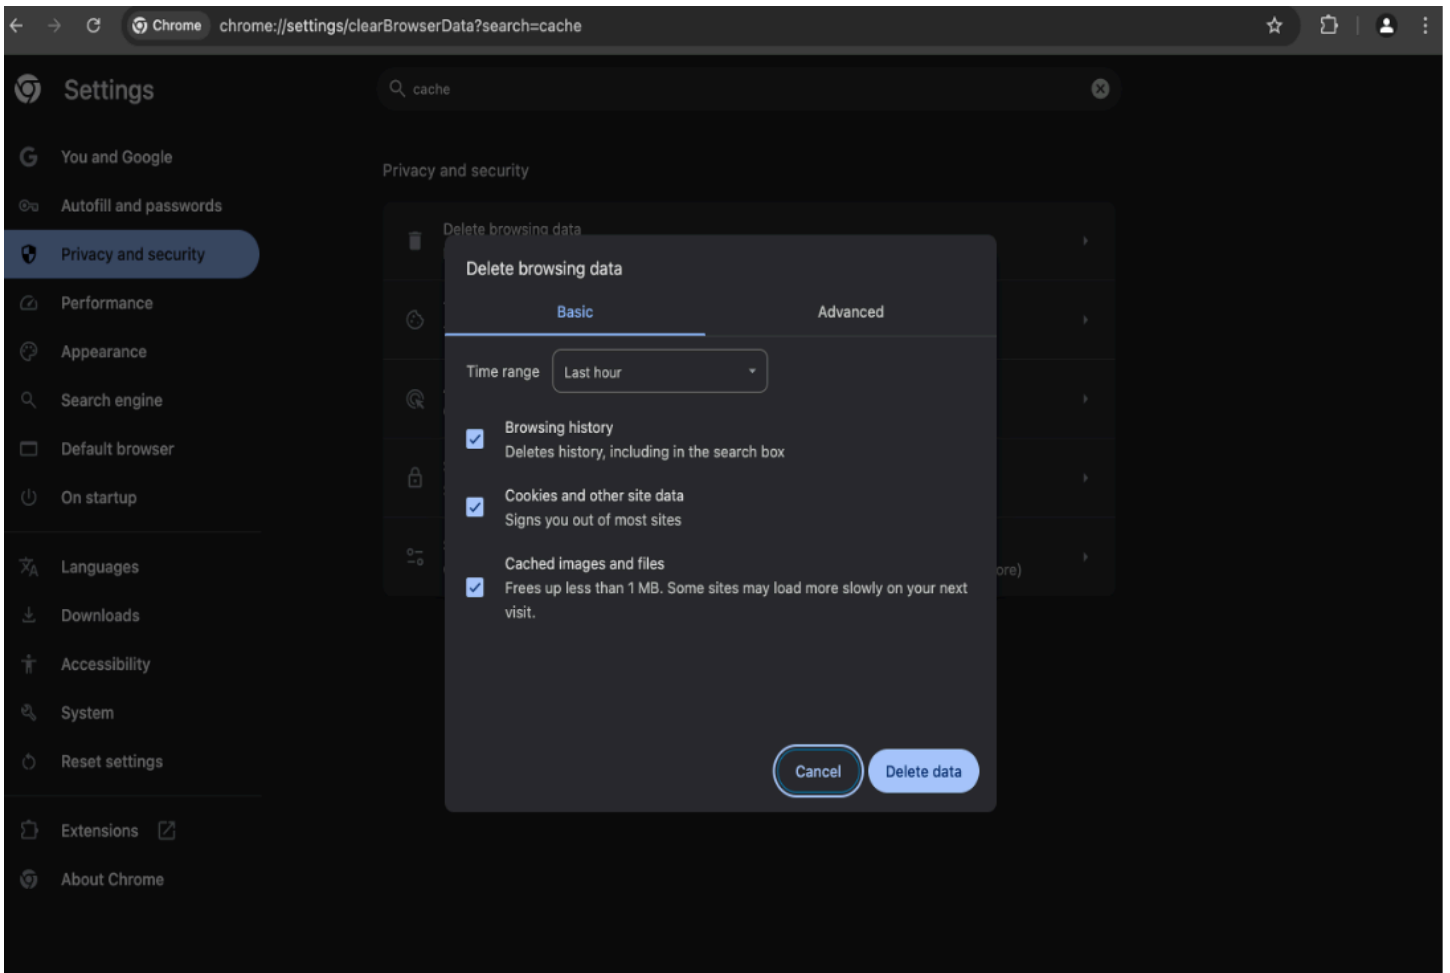 Chrome chrome://settings/clearBrowserData?search=cache
Settings
cache
You and Google
Autofill and passwords
Privacy and security
Performance
Appearance
Search engine
Default browser
On startup
Languages
Downloads
Accessibility
System
Reset settings
Extensions
About Chrome
Privacy and security
Delete browsing data
Delete browsing data
Basic Advanced
Time range Last hour
Browsing history
Deletes history, including in the search box
Cookies and other site data
Signs you out of most sites
Cached images and files
Frees up less than 1 MB. Some sites may load more slowly on your next
visit.
ore)
Cancel Delete data